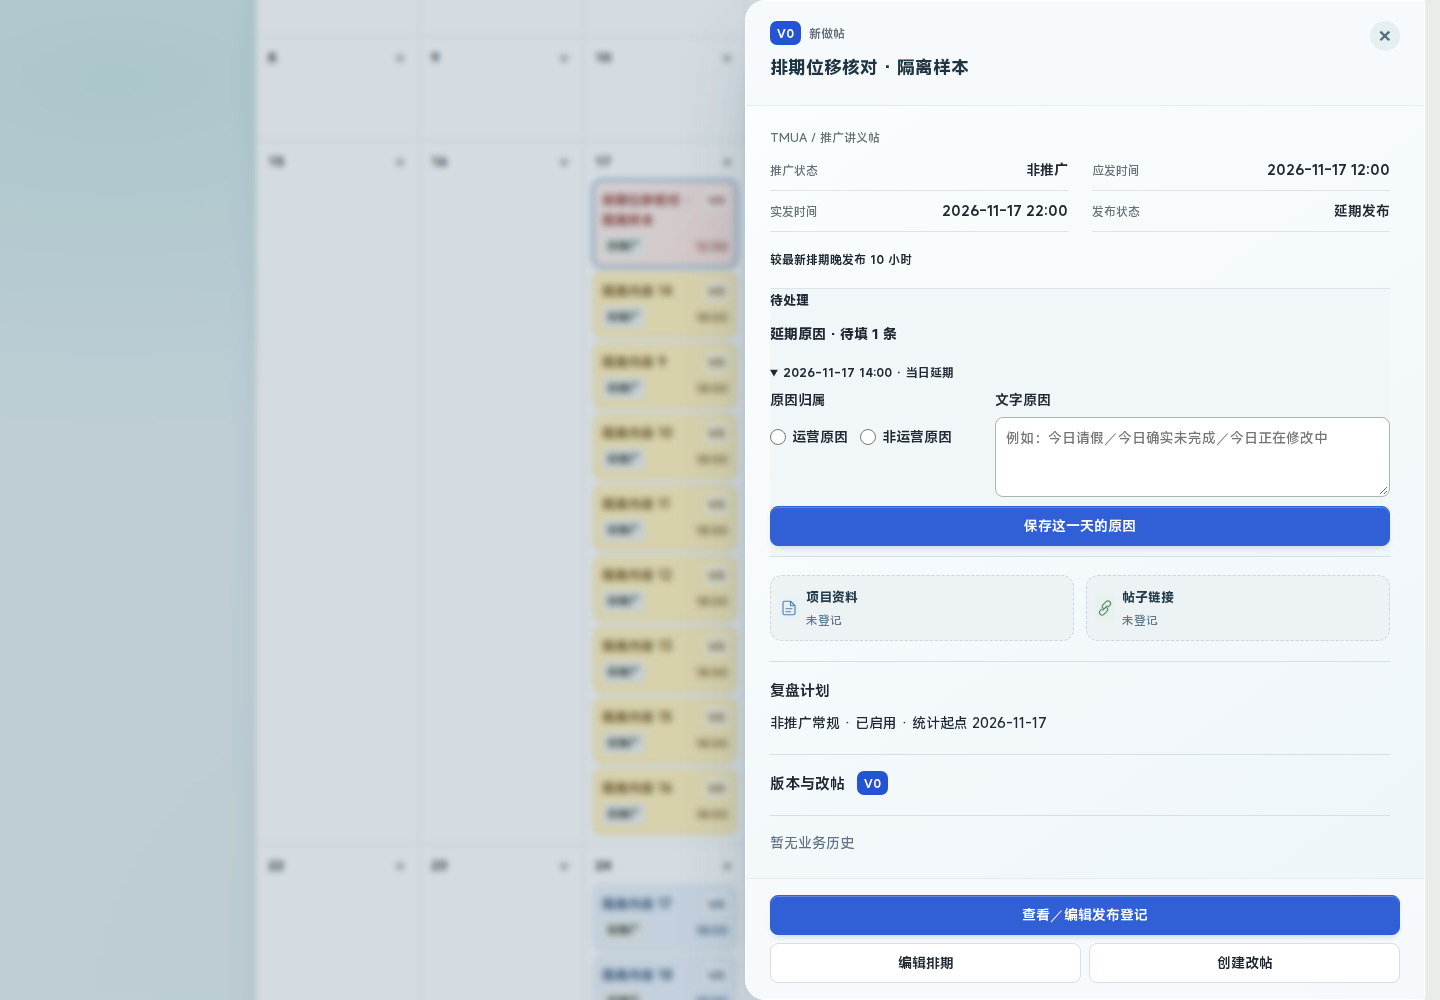 8
9
10
15
16
17
22
23
24
V0 新做帖
排期位移核对 · 隔离样本
TMUA / 推广讲义帖
推广状态 非推广
应发时间 2026-11-17 12:00
实发时间 2026-11-17 22:00
发布状态 延期发布
较最新排期晚发布 10 小时
待处理
延期原因 · 待填 1 条
▼ 2026-11-17 14:00 · 当日延期
原因归属
文字原因
运营原因 非运营原因
例如：今日请假／今日确实未完成／今日正在修改中
保存这一天的原因
项目资料
未登记
帖子链接
未登记
复盘计划
非推广常规 · 已启用 · 统计起点 2026-11-17
版本与改帖 V0
暂无业务历史
查看／编辑发布登记
编辑排期
创建改帖